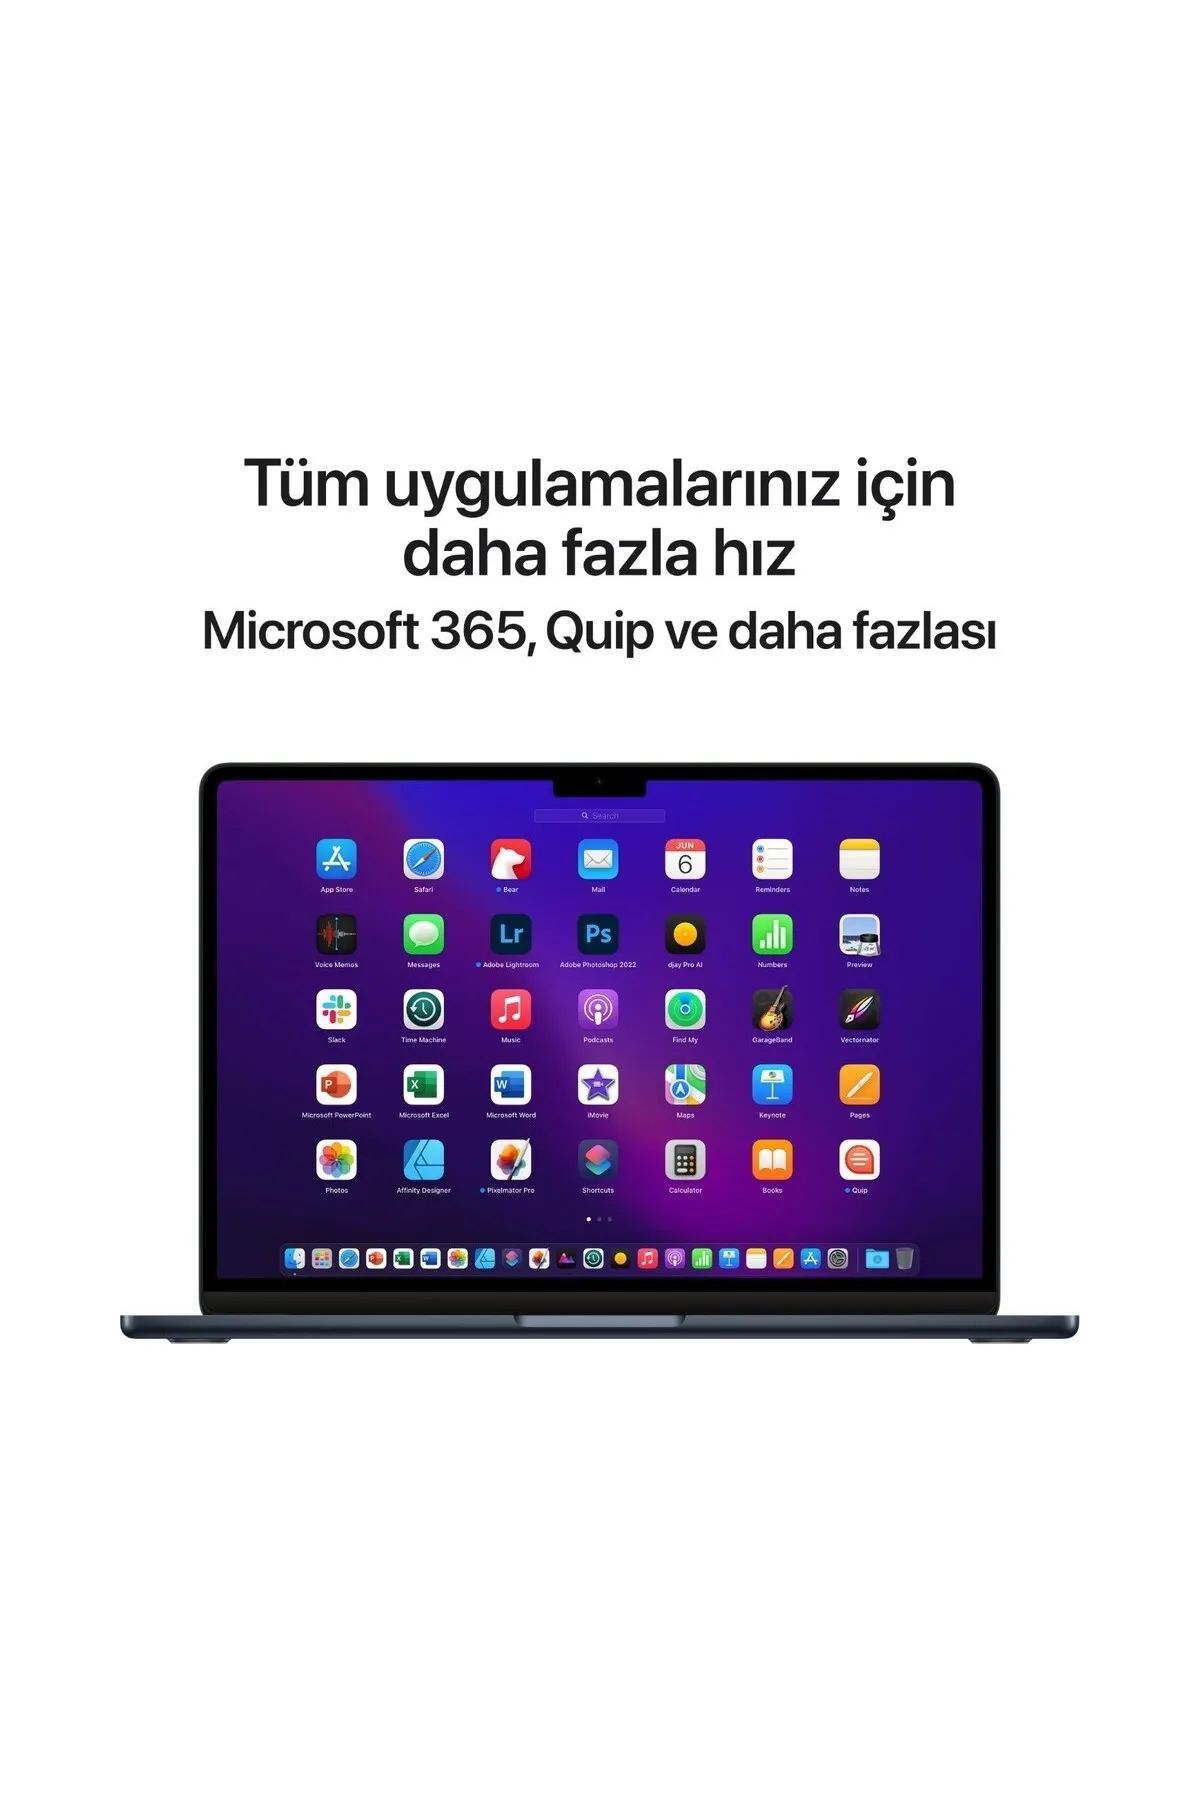 Tüm uygulamalarınız için
daha fazla hız
Microsoft 365, Quip ve daha fazlası
Search
JUN
6
App Store Safari Bear Mail Calendar Reminders Notes
Lr Ps
Voice Memos Messages Adobe Lightroom Adobe Photoshop 2022 djay Pro AI Numbers Preview
Slack Time Machine Music Podcasts Find My GarageBand Vectornator
P X W
Microsoft PowerPoint Microsoft Excel Microsoft Word iMovie Maps Keynote Pages
Photos Affinity Designer Pixelmator Pro Shortcuts Calculator Books Quip